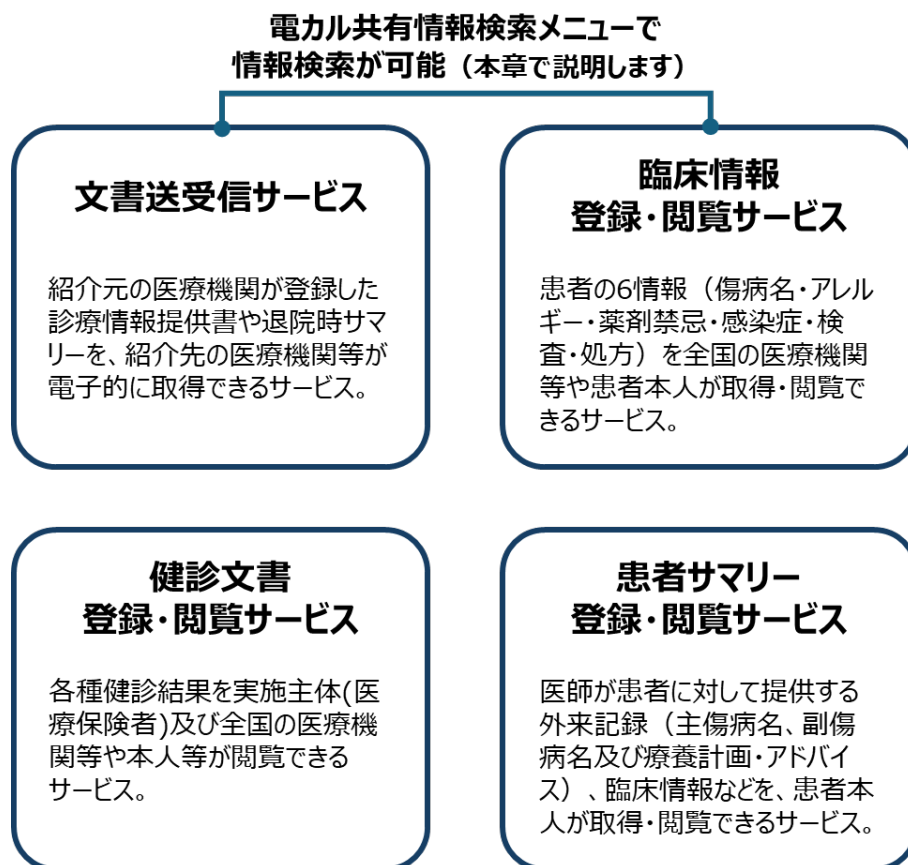 電カル共有情報検索メニューで
情報検索が可能（本章で説明します）
文書送受信サービス
紹介元の医療機関が登録した
診療情報提供書や退院時サマ
リーを、紹介先の医療機関等が
電子的に取得できるサービス。
臨床情報
登録・閲覧サービス
患者の6情報（傷病名・アレル
ギー・薬剤禁忌・感染症・検
査・処方）を全国の医療機関
等や患者本人が取得・閲覧で
きるサービス。
健診文書
登録・閲覧サービス
各種健診結果を実施主体(医
療保険者)及び全国の医療機
関等や本人等が閲覧できる
サービス。
患者サマリー
登録・閲覧サービス
医師が患者に対して提供する
外来記録（主傷病名、副傷
病名及び療養計画・アドバイ
ス）、臨床情報などを、患者本
人が取得・閲覧できるサービス。